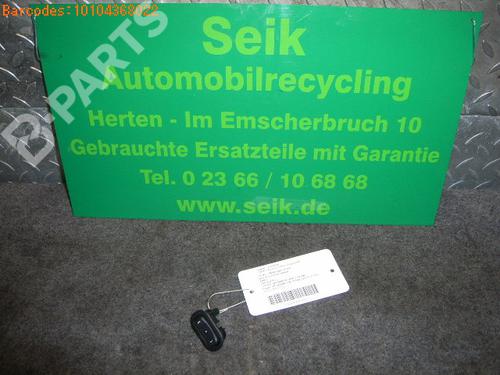 Barcodes:10104368022
B-PARTS
Seik
Automobilrecycling
Herten - Im Emscherbruch 10
Gebrauchte Ersatzteile mit Garantie
Tel. 0 23 66 / 10 68 68
www.seik.de